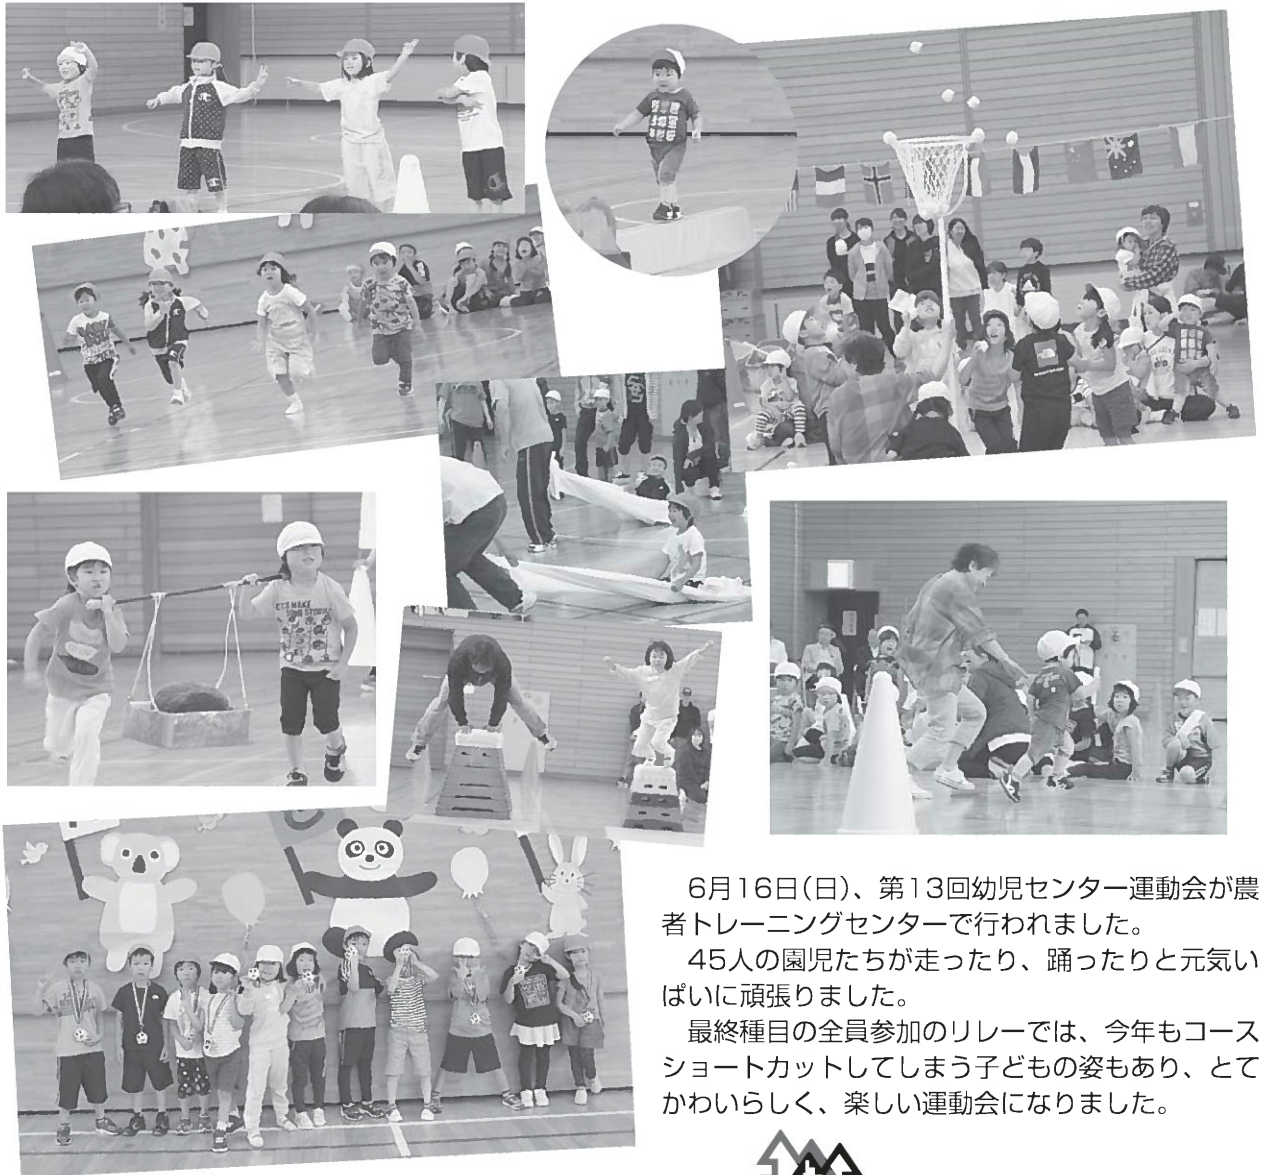 6月16日(日)、第13回幼児センター運動会が農
者トレーニングセンターで行われました。
45人の園児たちが走ったり、踊ったりと元気い
ぱいに頑張りました。
最終種目の全員参加のリレーでは、今年もコース
ショートカットしてしまう子どもの姿もあり、とて
かわいらしく、楽しい運動会になりました。